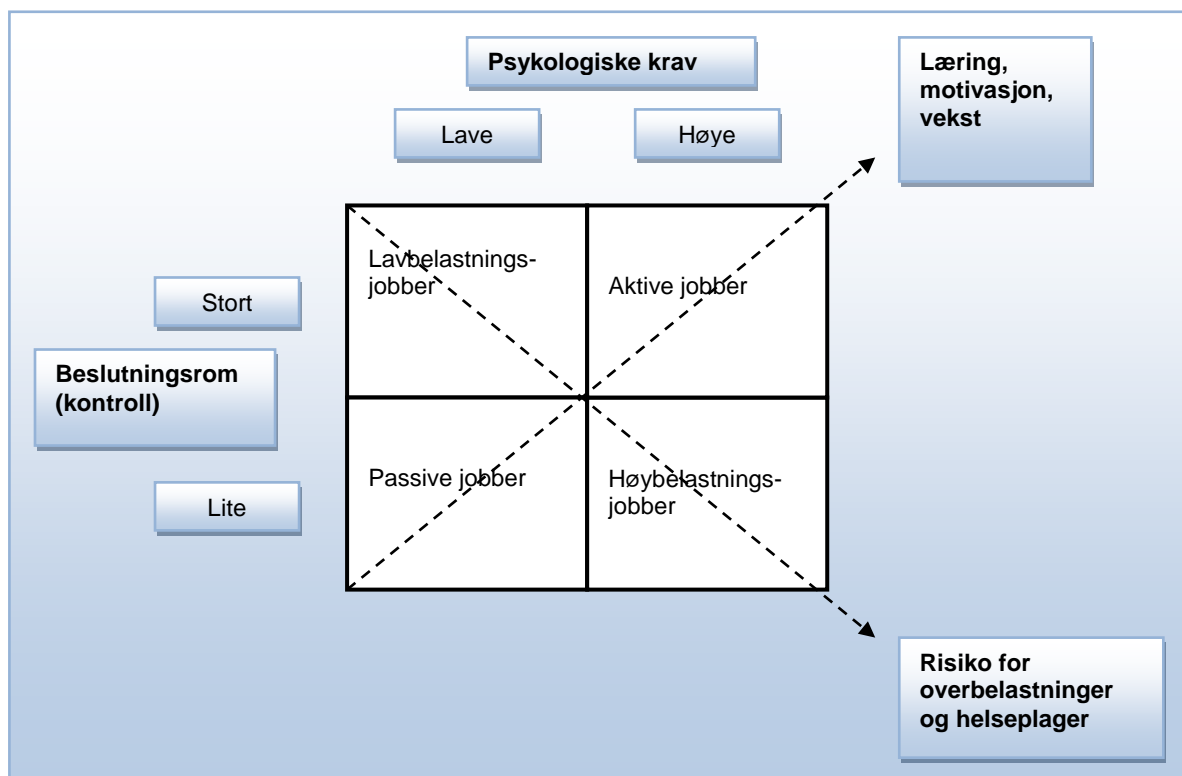 Psykologiske krav
Læring,
motivasjon,
vekst
Lave
Høye
Lavbelastnings-
jobber
Aktive jobber
Stort
Beslutningsrom
(kontroll)
Passive jobber
Høybelastnings-
jobber
Lite
Risiko for
overbelastninger
og helseplager